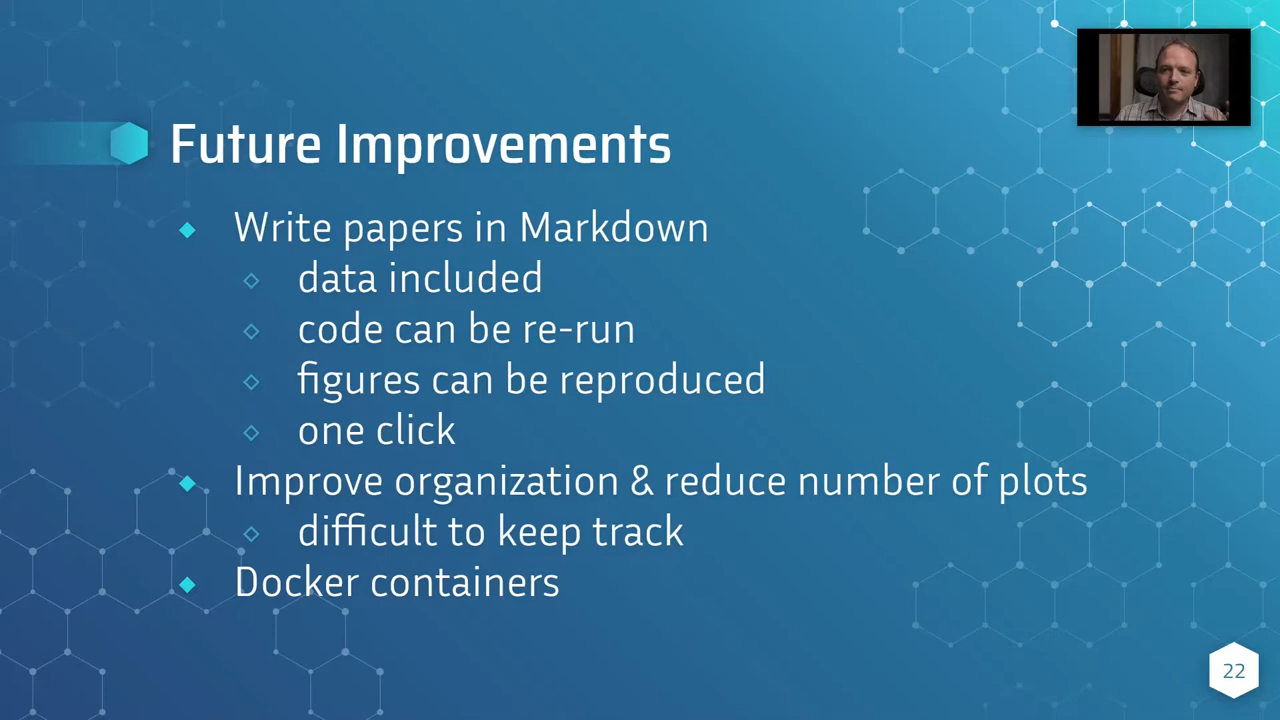 Future Improvements
Write papers in Markdown
data included
code can be re-run
figures can be reproduced
one click
Improve organization & reduce number of plots
difficult to keep track
Docker containers
22